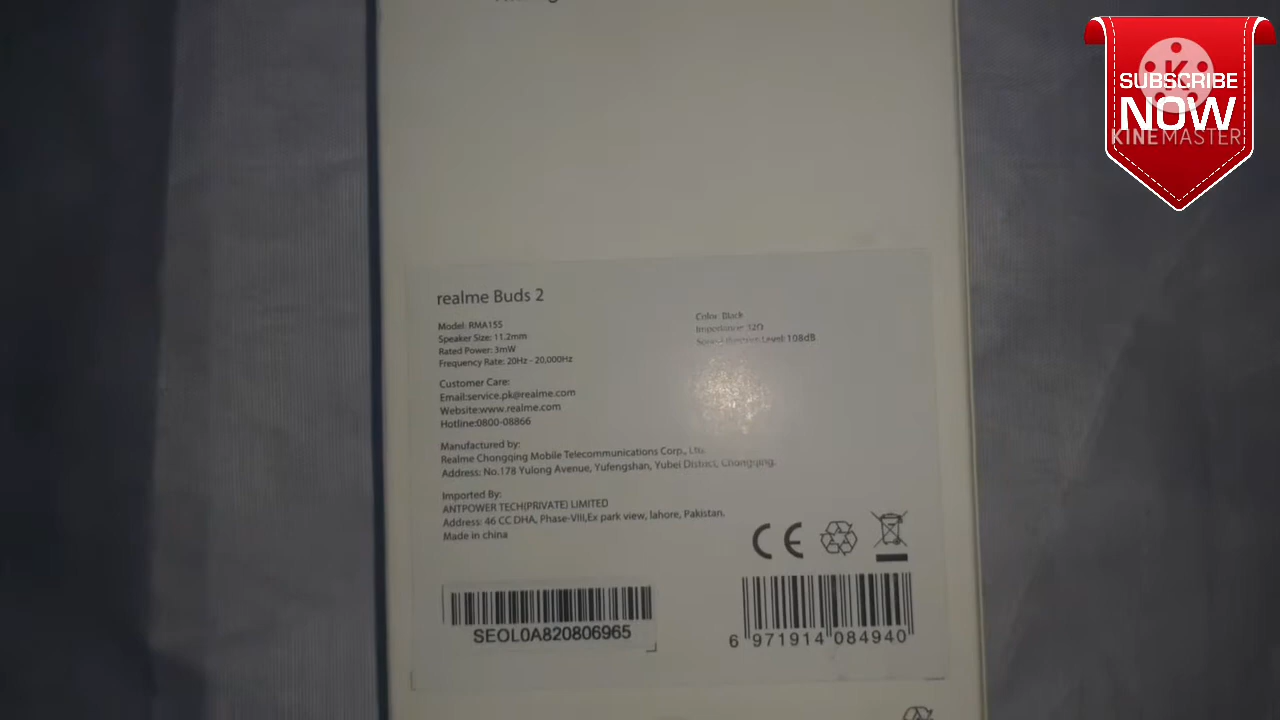 SUBSCRIBE
NOW
KINEMASTER
realme Buds 2
Model: RMA155
Speaker Size: 11.2mm
Rated Power: 3mW
Frequency Rate: 20Hz - 20,000Hz
Color: Black
Impedance: 32Ω
Level: 108dB
Customer Care:
Email:service.pk@realme.com
Website:www.realme.com
Hotline:0800-08866
Manufactured by:
Realme Chongqing Mobile Telecommunications Corp., Ltd.
Address: No.178 Yulong Avenue, Yufengshan, Yubei District, Chongqing.
Imported By:
ANTPOWER TECH(PRIVATE) LIMITED
Address: 46 CC DHA, Phase-VIII,Ex park view, lahore, Pakistan.
Made in china
CE
SEOL0A820806965
6 971914 084940